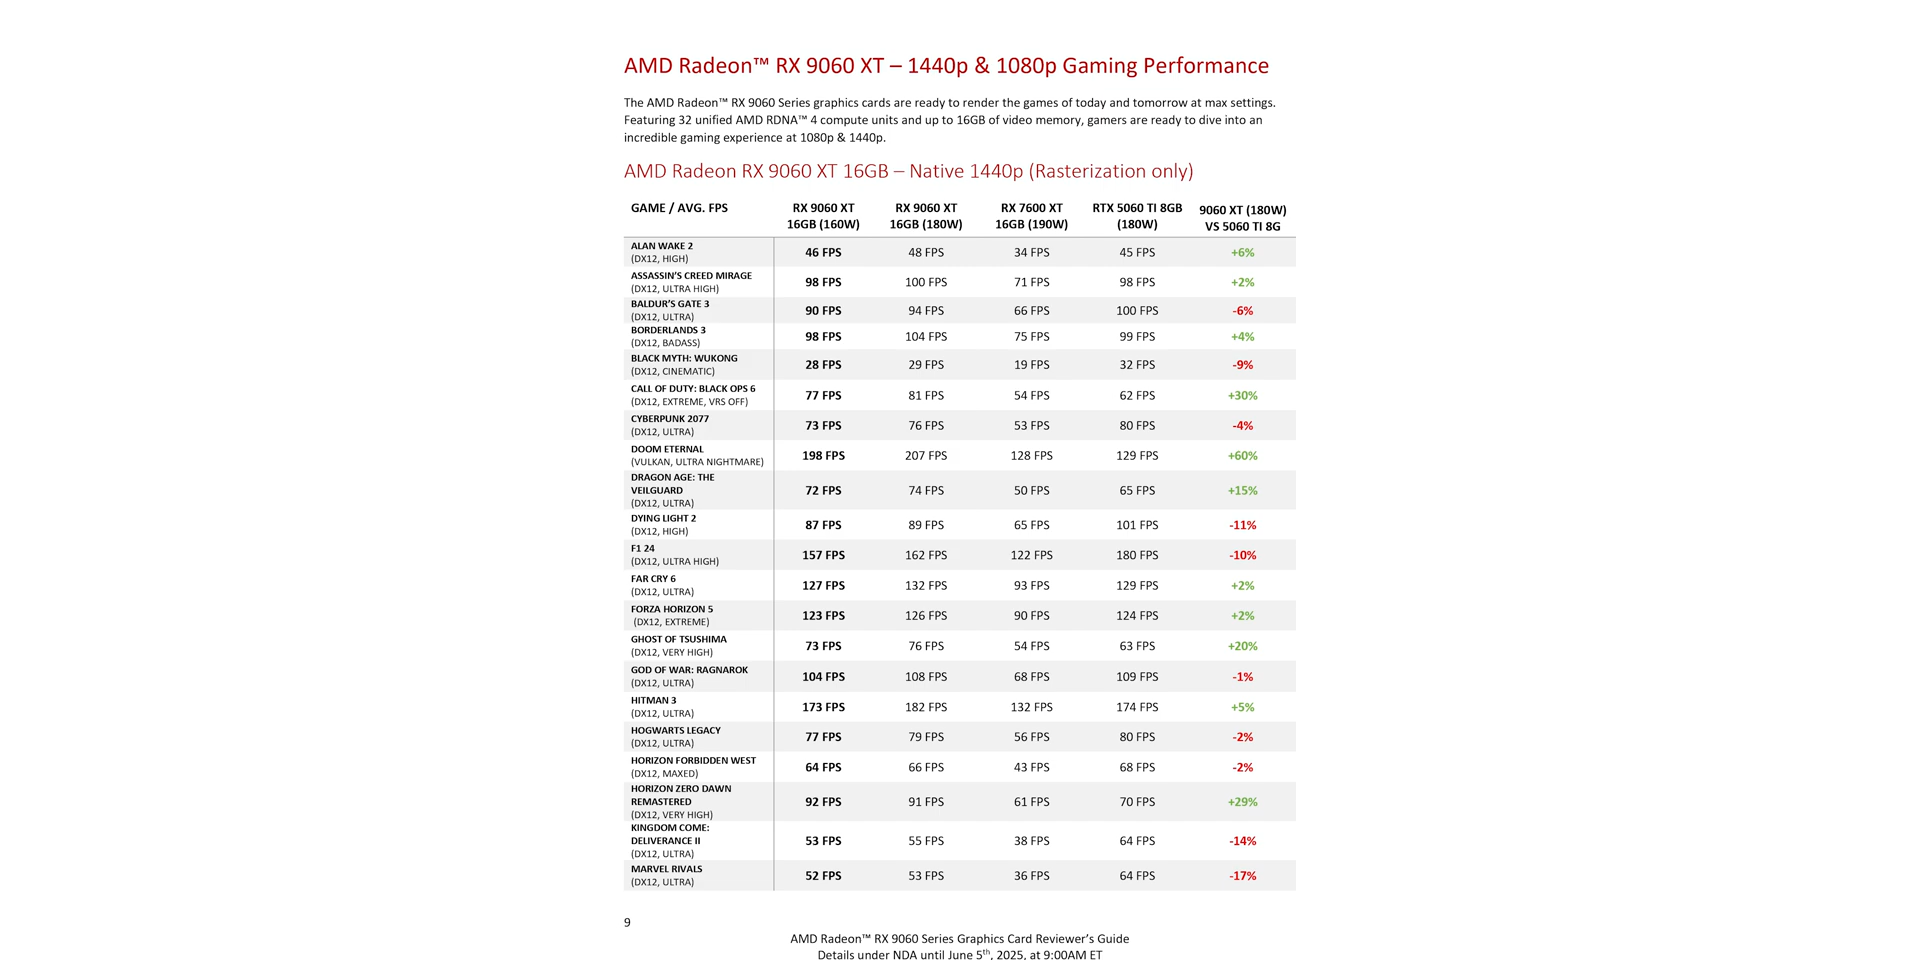 AMD Radeon™ RX 9060 XT – 1440p & 1080p Gaming Performance
The AMD Radeon™ RX 9060 Series graphics cards are ready to render the games of today and tomorrow at max settings.
Featuring 32 unified AMD RDNA™ 4 compute units and up to 16GB of video memory, gamers are ready to dive into an
incredible gaming experience at 1080p & 1440p.
AMD Radeon RX 9060 XT 16GB – Native 1440p (Rasterization only)
GAME / AVG. FPS RX 9060 XT RX 9060 XT RX 7600 XT RTX 5060 TI 8GB 9060 XT (180W)
16GB (160W) 16GB (180W) 16GB (190W) (180W) VS 5060 TI 8G
ALAN WAKE 2
(DX12, HIGH) 46 FPS 48 FPS 34 FPS 45 FPS +6%
ASSASSIN'S CREED MIRAGE
(DX12, ULTRA HIGH) 98 FPS 100 FPS 71 FPS 98 FPS +2%
BALDUR'S GATE 3
(DX12, ULTRA) 90 FPS 94 FPS 66 FPS 100 FPS -6%
BORDERLANDS 3
(DX12, BADASS) 98 FPS 104 FPS 75 FPS 99 FPS +4%
BLACK MYTH: WUKONG
(DX12, CINEMATIC) 28 FPS 29 FPS 19 FPS 32 FPS -9%
CALL OF DUTY: BLACK OPS 6
(DX12, EXTREME, VRS OFF) 77 FPS 81 FPS 54 FPS 62 FPS +30%
CYBERPUNK 2077
(DX12, ULTRA) 73 FPS 76 FPS 53 FPS 80 FPS -4%
DOOM ETERNAL
(VULKAN, ULTRA NIGHTMARE) 198 FPS 207 FPS 128 FPS 129 FPS +60%
DRAGON AGE: THE
VEILGUARD 72 FPS 74 FPS 50 FPS 65 FPS +15%
(DX12, ULTRA)
DYING LIGHT 2
(DX12, HIGH) 87 FPS 89 FPS 65 FPS 101 FPS -11%
F1 24
(DX12, ULTRA HIGH) 157 FPS 162 FPS 122 FPS 180 FPS -10%
FAR CRY 6
(DX12, ULTRA) 127 FPS 132 FPS 93 FPS 129 FPS +2%
FORZA HORIZON 5
(DX12, EXTREME) 123 FPS 126 FPS 90 FPS 124 FPS +2%
GHOST OF TSUSHIMA
(DX12, VERY HIGH) 73 FPS 76 FPS 54 FPS 63 FPS +20%
GOD OF WAR: RAGNAROK
(DX12, ULTRA) 104 FPS 108 FPS 68 FPS 109 FPS -1%
HITMAN 3
(DX12, ULTRA) 173 FPS 182 FPS 132 FPS 174 FPS +5%
HOGWARTS LEGACY
(DX12, ULTRA) 77 FPS 79 FPS 56 FPS 80 FPS -2%
HORIZON FORBIDDEN WEST
(DX12, MAXED) 64 FPS 66 FPS 43 FPS 68 FPS -2%
HORIZON ZERO DAWN
REMASTERED 92 FPS 91 FPS 61 FPS 70 FPS +29%
(DX12, VERY HIGH)
KINGDOM COME:
DELIVERANCE II 53 FPS 55 FPS 38 FPS 64 FPS -14%
(DX12, ULTRA)
MARVEL RIVALS
(DX12, ULTRA) 52 FPS 53 FPS 36 FPS 64 FPS -17%
9
AMD Radeon™ RX 9060 Series Graphics Card Reviewer's Guide
Details under NDA until June 5th, 2025, at 9:00AM ET